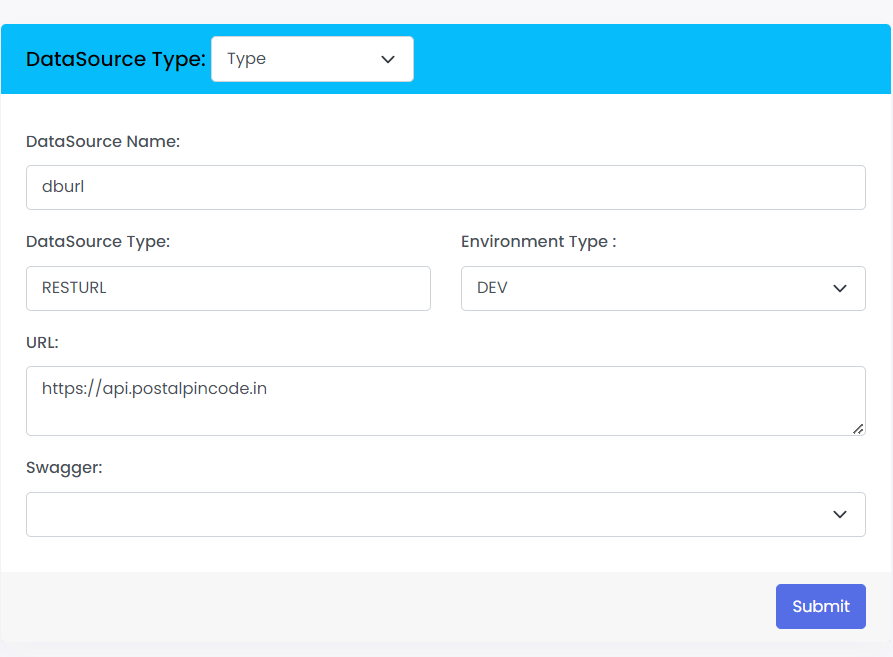 DataSource Type: Type
DataSource Name:
dburl
DataSource Type: Environment Type :
RESTURL DEV
URL:
https://api.postalpincode.in
Swagger:
Submit